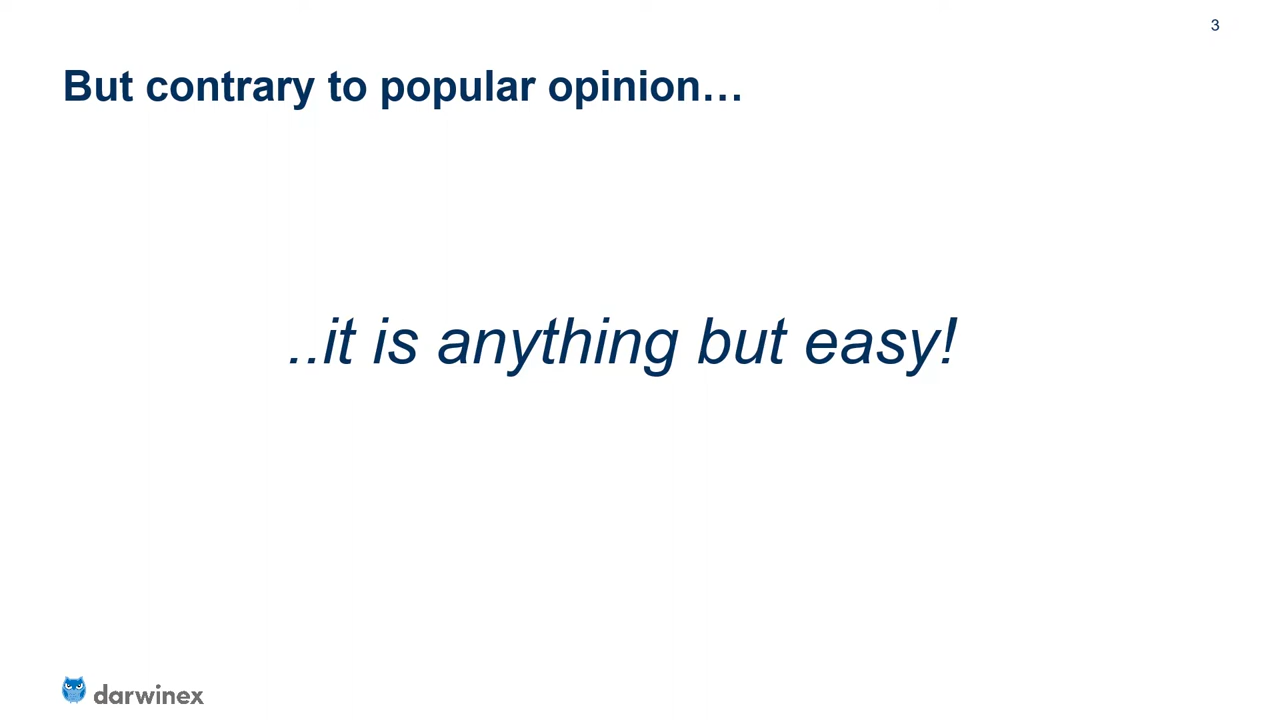 3
But contrary to popular opinion…
..it is anything but easy!
darwinex